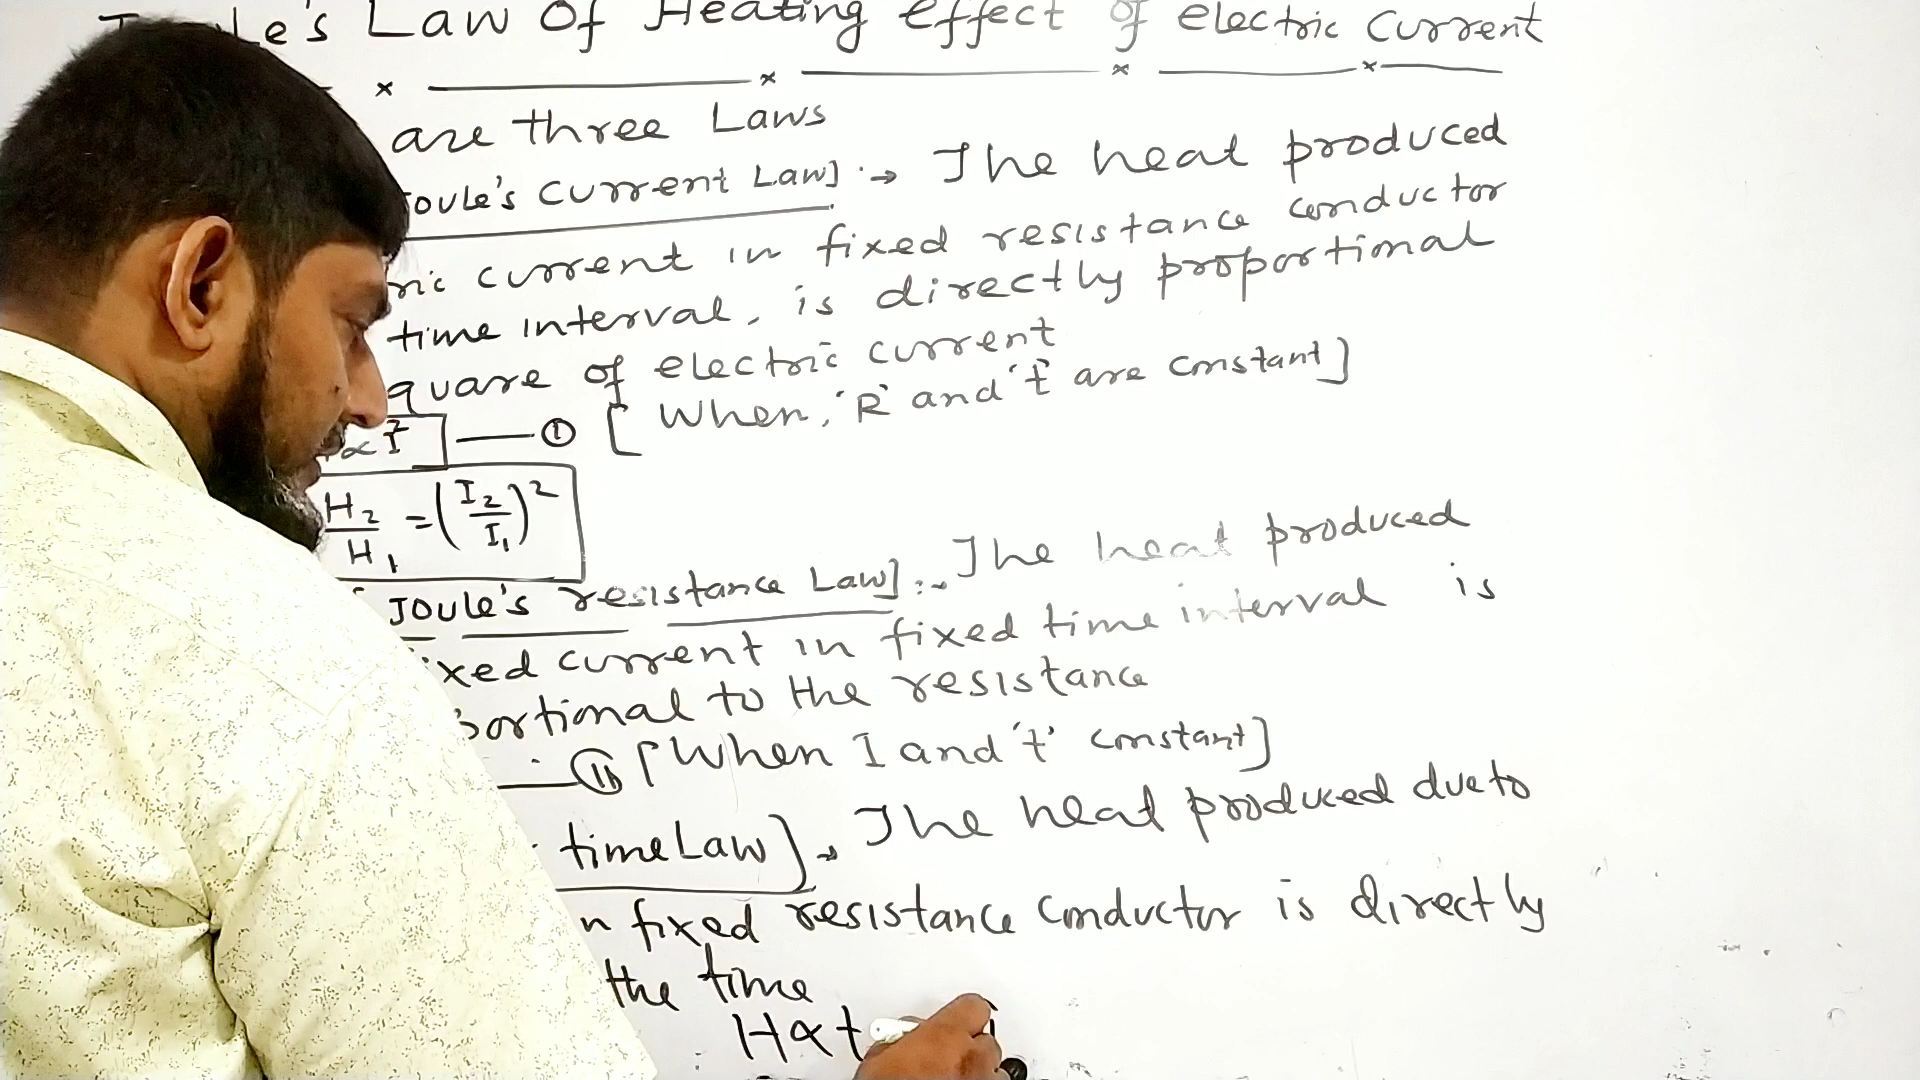 Joule's Law Of Heating Effect of electric current
are three Laws
Joule's current Law] :→ The heat produced
ric current in fixed resistance conductor
time interval, is directly proportional
quare of electric current
∝ I² —— ① [ When, 'R' and 't' are constant]
H₂/H₁ = (I₂/I₁)²
Joule's resistance Law] :→ The heat produced
ixed current in fixed time interval is
portional to the resistance
—— ⑪ [When I and 't' constant]
time Law] → The heat produced due to
n fixed resistance conductor is directly
the time
H∝t